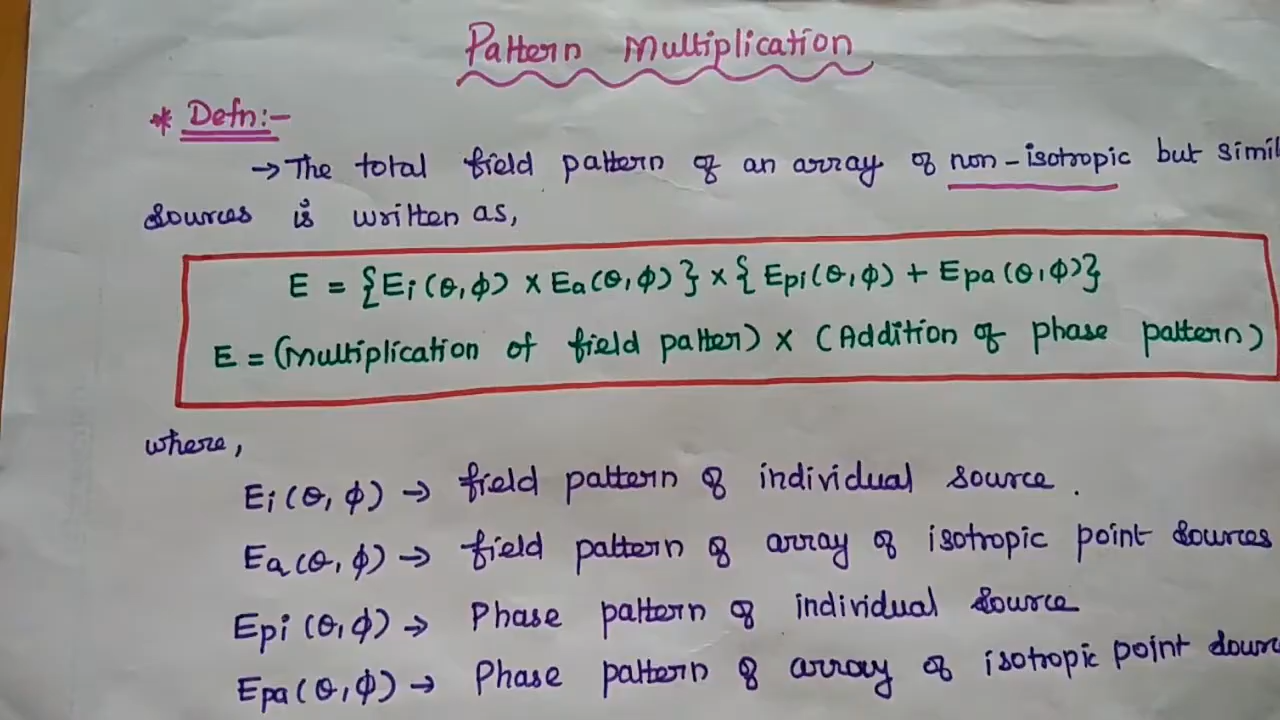 Pattern Multiplication
* Defn:-
→ The total field pattern of an array of non-isotropic but simil
sources is written as,
E = {Ei(θ,φ) × Ea(θ,φ)} × {Epi(θ,φ) + Epa(θ,φ)}
E = (Multiplication of field patter) × (Addition of phase pattern)
where,
Ei(θ,φ) → field pattern of individual source.
Ea(θ,φ) → field pattern of array of isotropic point sources
Epi(θ,φ) → Phase pattern of individual source
Epa(θ,φ) → Phase pattern of array of isotropic point sourc